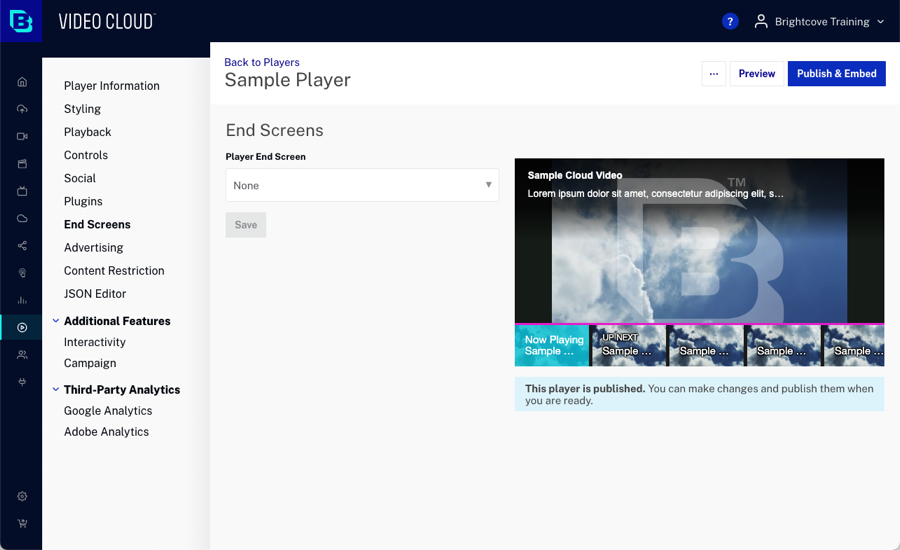 VIDEO CLOUD™
?
Brightcove Training
Player Information
Styling
Playback
Controls
Social
Plugins
End Screens
Advertising
Content Restriction
JSON Editor
Additional Features
Interactivity
Campaign
Third-Party Analytics
Google Analytics
Adobe Analytics
Back to Players
Sample Player
...
Preview
Publish & Embed
End Screens
Player End Screen
None
Save
Sample Cloud Video
Lorem ipsum dolor sit amet, consectetur adipiscing elit, s...
TM
Now Playing
Sample ...
UP NEXT
Sample ...
Sample ...
Sample ...
Sample ...
This player is published. You can make changes and publish them when
you are ready.